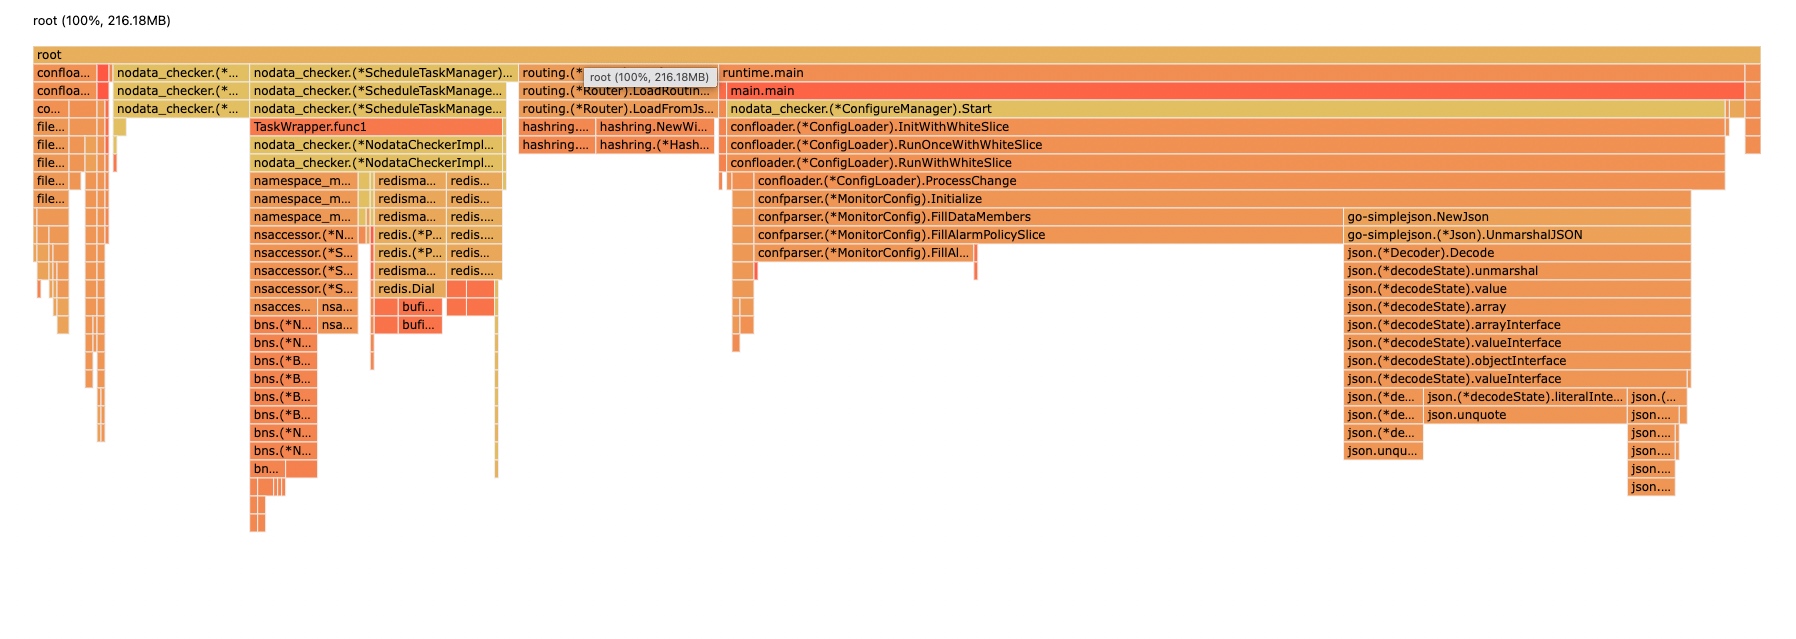 root (100%, 216.18MB)
root
confloa... nodata_checker.(*... nodata_checker.(*ScheduleTaskManager)... routing.(* root (100%, 216.18MB) runtime.main
confloa... nodata_checker.(*... nodata_checker.(*ScheduleTaskManage... routing.(*Router).LoadRoutin... main.main
co... nodata_checker.(*... nodata_checker.(*ScheduleTaskManage... routing.(*Router).LoadFromJs... nodata_checker.(*ConfigureManager).Start
file... TaskWrapper.func1 hashring.... hashring.NewWi... confloader.(*ConfigLoader).InitWithWhiteSlice
file... nodata_checker.(*NodataCheckerImpl... hashring.... hashring.(*Hash... confloader.(*ConfigLoader).RunOnceWithWhiteSlice
file... nodata_checker.(*NodataCheckerImpl... confloader.(*ConfigLoader).RunWithWhiteSlice
file... namespace_m... redisma... redis... confloader.(*ConfigLoader).ProcessChange
file... namespace_m... redisma... redis.... confparser.(*MonitorConfig).Initialize
namespace_m... redisma... redis.... confparser.(*MonitorConfig).FillDataMembers go-simplejson.NewJson
nsaccessor.(*N... redis.(*P... redis.... confparser.(*MonitorConfig).FillAlarmPolicySlice go-simplejson.(*Json).UnmarshalJSON
nsaccessor.(*S... redis.(*P... redis.... confparser.(*MonitorConfig).FillAl... json.(*Decoder).Decode
nsaccessor.(*S... redisma... redis.... json.(*decodeState).unmarshal
nsaccessor.(*S... redis.Dial json.(*decodeState).value
nsacces... nsa... bufi... json.(*decodeState).array
bns.(*N... nsa... bufi... json.(*decodeState).arrayInterface
bns.(*N... json.(*decodeState).valueInterface
bns.(*B... json.(*decodeState).objectInterface
bns.(*B... json.(*decodeState).valueInterface
bns.(*B... json.(*de... json.(*decodeState).literalInte... json.(...
bns.(*B... json.(*de... json.unquote json....
bns.(*N... json.(*de... json....
bns.(*N... json.unqu... json....
bn... json....
json....